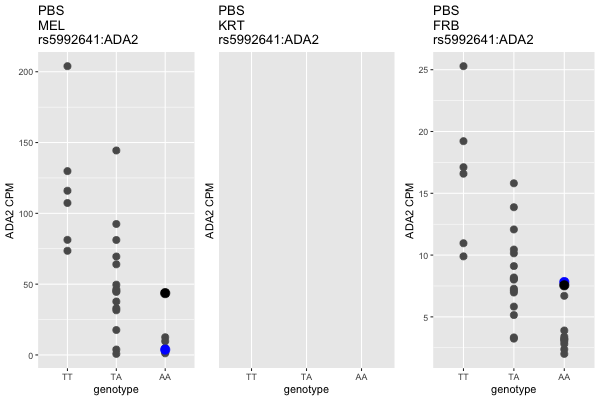 PBS
MEL
rs5992641:ADA2
200
150
100
50
0
ADA2 CPM
TT TA AA
genotype
PBS
KRT
rs5992641:ADA2
ADA2 CPM
TT TA AA
genotype
PBS
FRB
rs5992641:ADA2
25
20
15
10
5
ADA2 CPM
TT TA AA
genotype